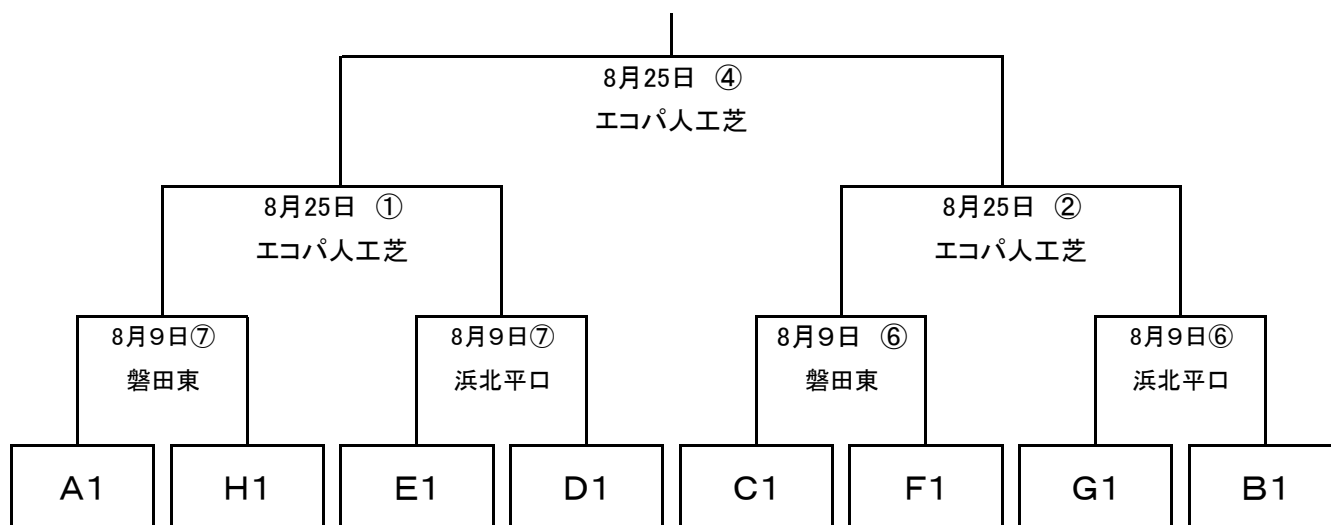 8月25日 ④
エコパ人工芝
8月25日 ①
エコパ人工芝
8月25日 ②
エコパ人工芝
8月9日⑦
磐田東
8月9日⑦
浜北平口
8月9日 ⑥
磐田東
8月9日⑥
浜北平口
A1
H1
E1
D1
C1
F1
G1
B1